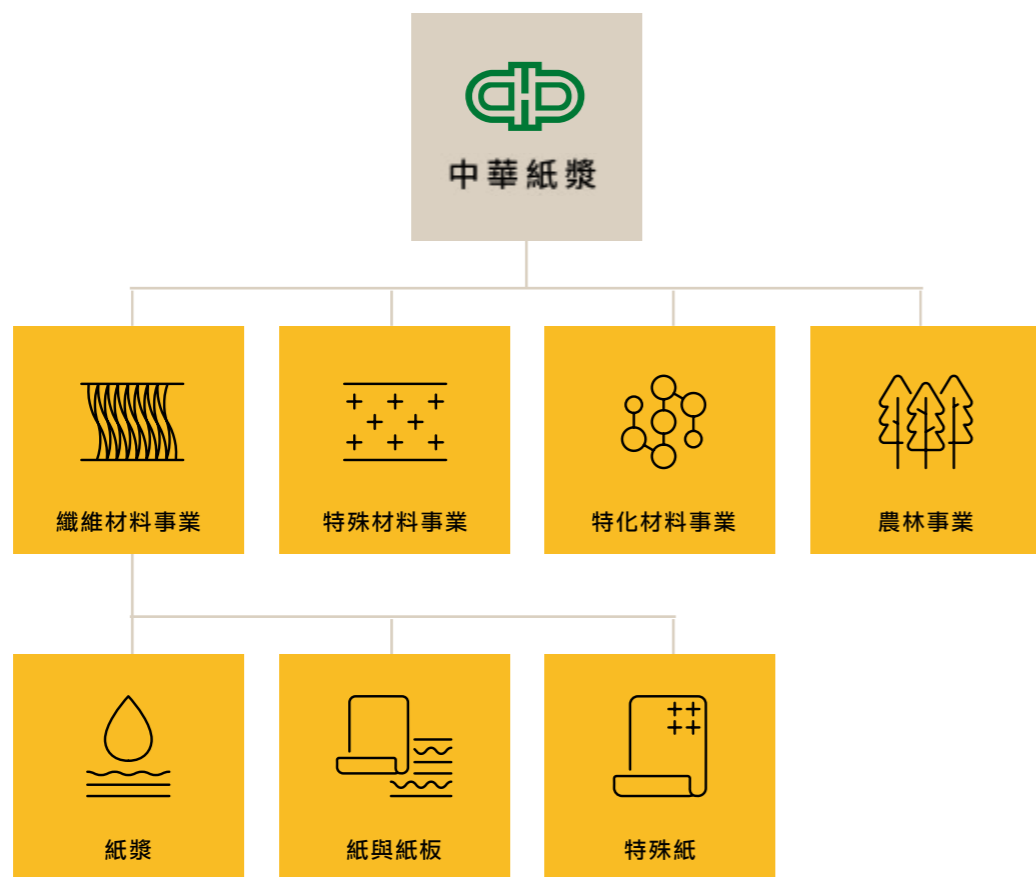 中華紙漿
纖維材料事業
特殊材料事業
特化材料事業
農林事業
紙漿
紙與紙板
特殊紙